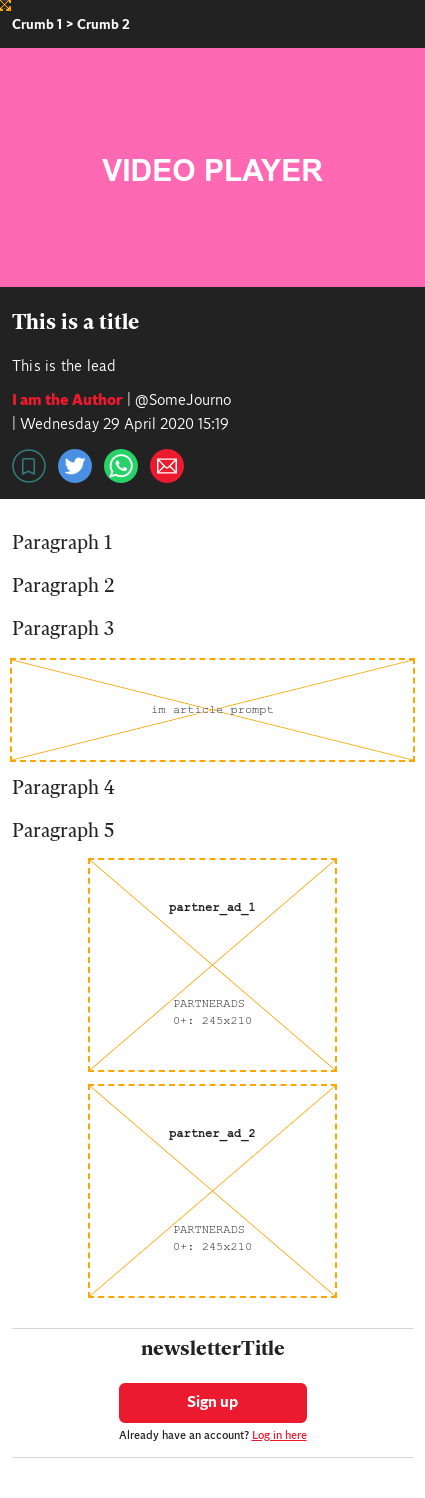 Crumb 1 > Crumb 2
VIDEO PLAYER
This is a title
This is the lead
I am the Author | @SomeJourno
| Wednesday 29 April 2020 15:19
Paragraph 1
Paragraph 2
Paragraph 3
im article prompt
Paragraph 4
Paragraph 5
partner_ad_1
PARTNERADS
0+: 245x210
partner_ad_2
PARTNERADS
0+: 245x210
newsletterTitle
Sign up
Already have an account? Log in here